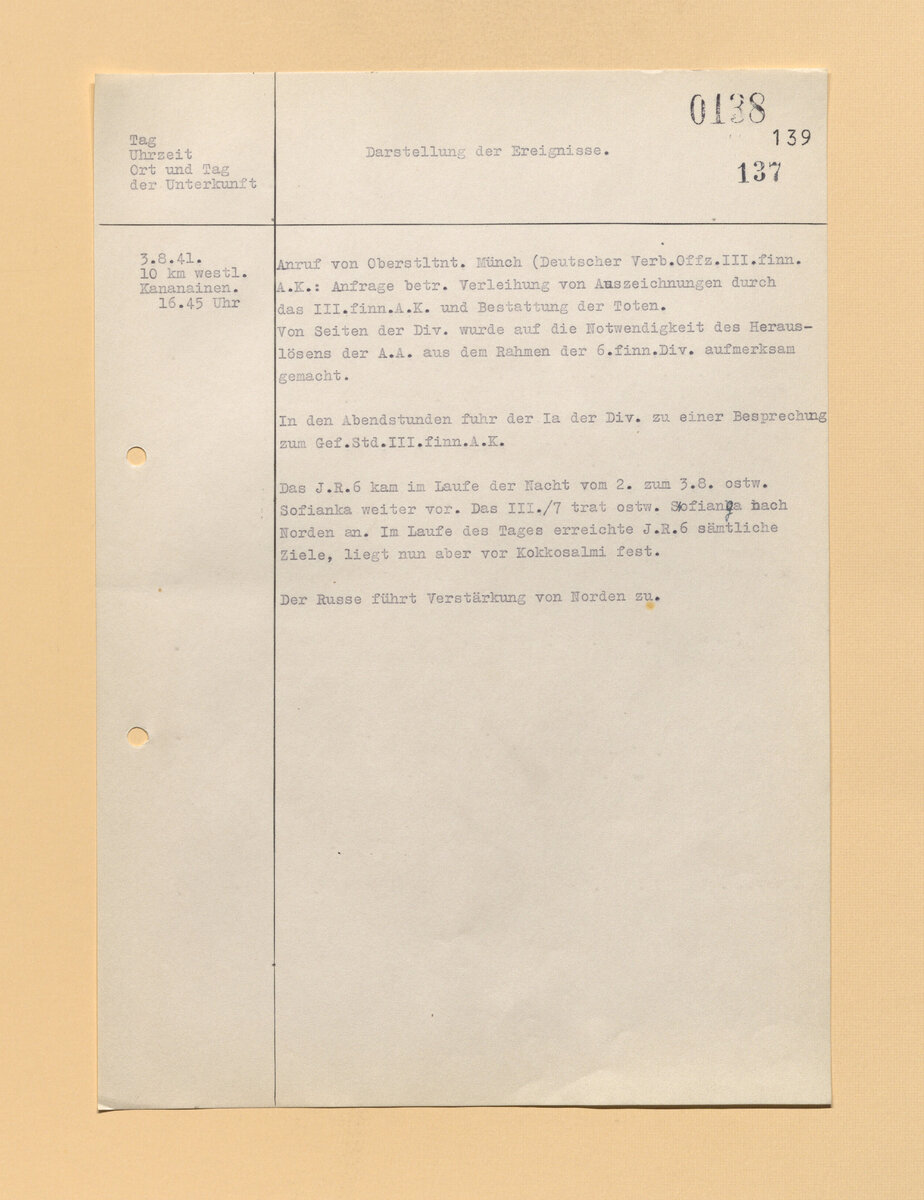 0138
139
137
Tag
Uhrzeit
Ort und Tag
der Unterkunft
Darstellung der Ereignisse.
3.8.41.
10 km westl.
Kananainen.
16.45 Uhr
Anruf von Oberstltnt. Münch (Deutscher Verb.Offz.III.finn.
A.K.: Anfrage betr. Verleihung von Auszeichnungen durch
das III.finn.A.K. und Bestattung der Toten.
Von Seiten der Div. wurde auf die Notwendigkeit des Heraus-
lösens der A.A. aus dem Rahmen der 6.finn.Div. aufmerksam
gemacht.
In den Abendstunden fuhr der Ia der Div. zu einer Besprechung
zum Gef.Std.III.finn.A.K.
Das J.R.6 kam im Laufe der Nacht vom 2. zum 3.8. ostw.
Sofianka weiter vor. Das III./7 trat ostw. nach
Norden an. Im Laufe des Tages erreichte J.R.6 sämtliche
Ziele, liegt nun aber vor Kokkosalmi fest.
Der Russe führt Verstärkung von Norden zu.